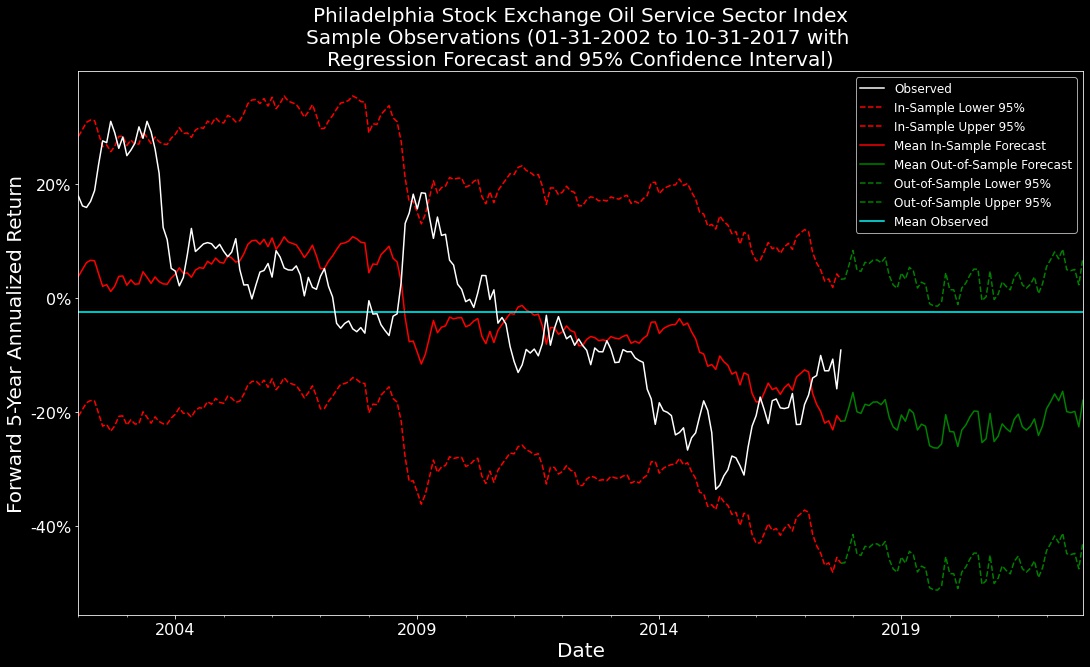 Philadelphia Stock Exchange Oil Service Sector Index
Sample Observations (01-31-2002 to 10-31-2017 with
Regression Forecast and 95% Confidence Interval)
Observed
In-Sample Lower 95%
In-Sample Upper 95%
Mean In-Sample Forecast
Mean Out-of-Sample Forecast
Out-of-Sample Lower 95%
Out-of-Sample Upper 95%
Mean Observed
Forward 5-Year Annualized Return
20%
0%
-20%
-40%
2004
2009
2014
2019
Date